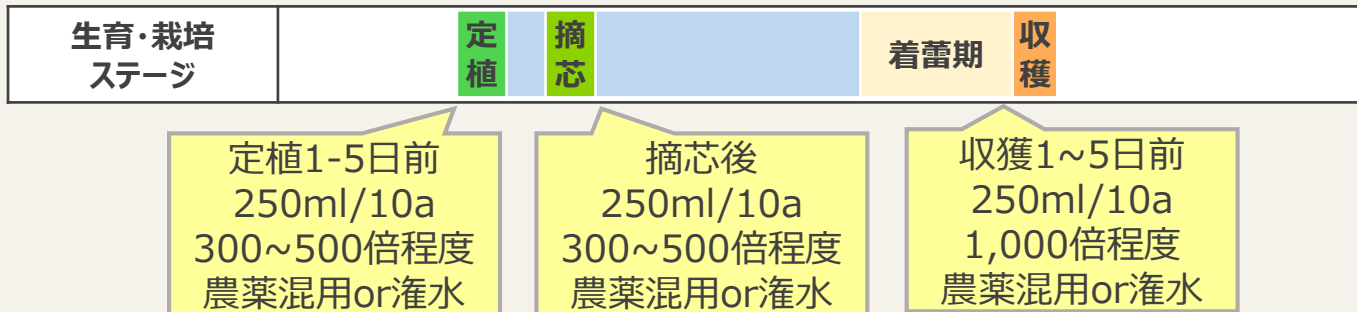 生育・栽培
ステージ
定植
摘芯
着蕾期
収穫
定植1-5日前
250ml/10a
300~500倍程度
農薬混用or潅水
摘芯後
250ml/10a
300~500倍程度
農薬混用or潅水
収獲1~5日前
250ml/10a
1,000倍程度
農薬混用or潅水